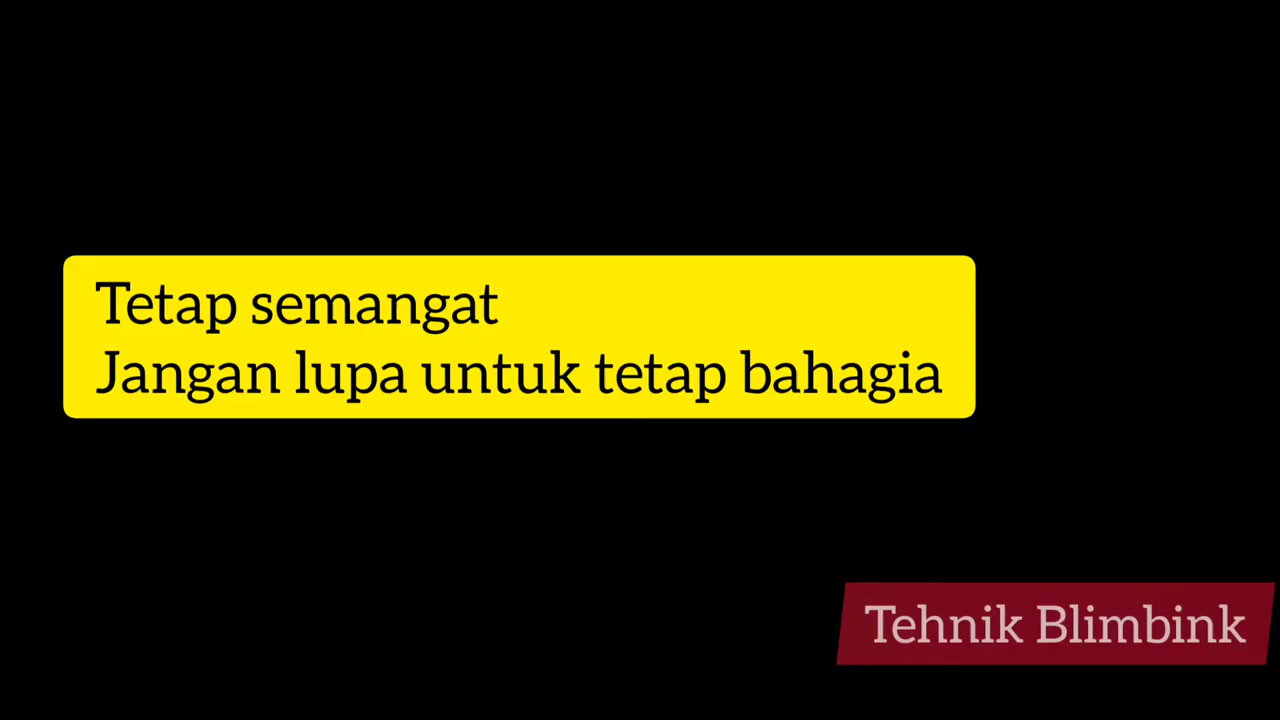 Tetap semangat
Jangan lupa untuk tetap bahagia
Tehnik Blimbink